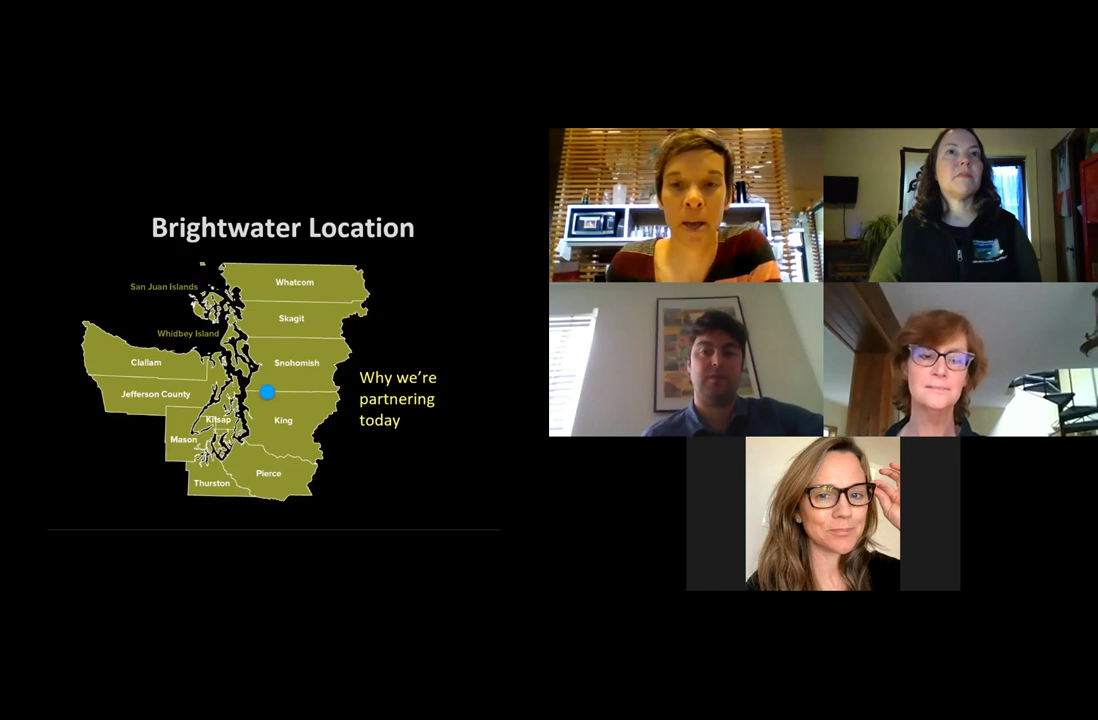 Brightwater Location
San Juan Islands
Whatcom
Skagit
Whidbey Island
Clallam
Snohomish
Jefferson County
Why we're
partnering
today
Kitsap
King
Mason
Pierce
Thurston